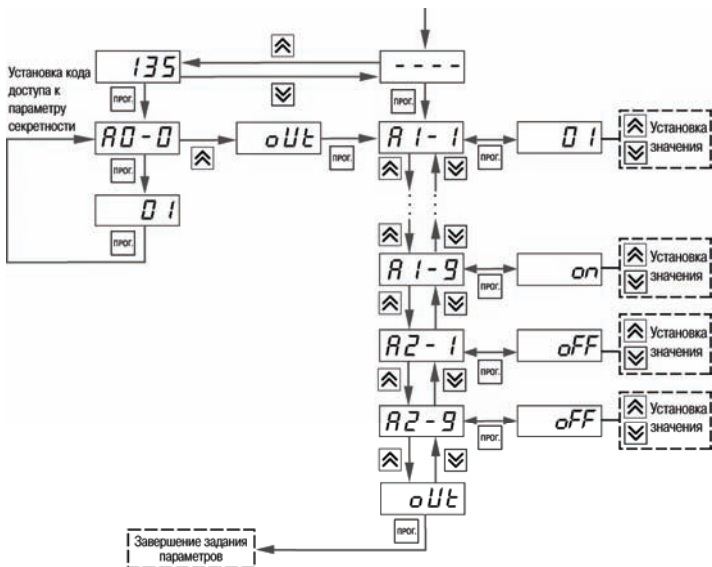 135
- - - -
Установка кода
доступа к
параметру
секретности
ПРОГ.
ПРОГ.
A0-0
oUt
A1-1
01
Установка
значения
ПРОГ.
ПРОГ.
ПРОГ.
01
ПРОГ.
A1-9
on
Установка
значения
ПРОГ.
A2-1
oFF
Установка
значения
ПРОГ.
A2-9
oFF
Установка
значения
ПРОГ.
oUt
ПРОГ.
Завершение задания
параметров